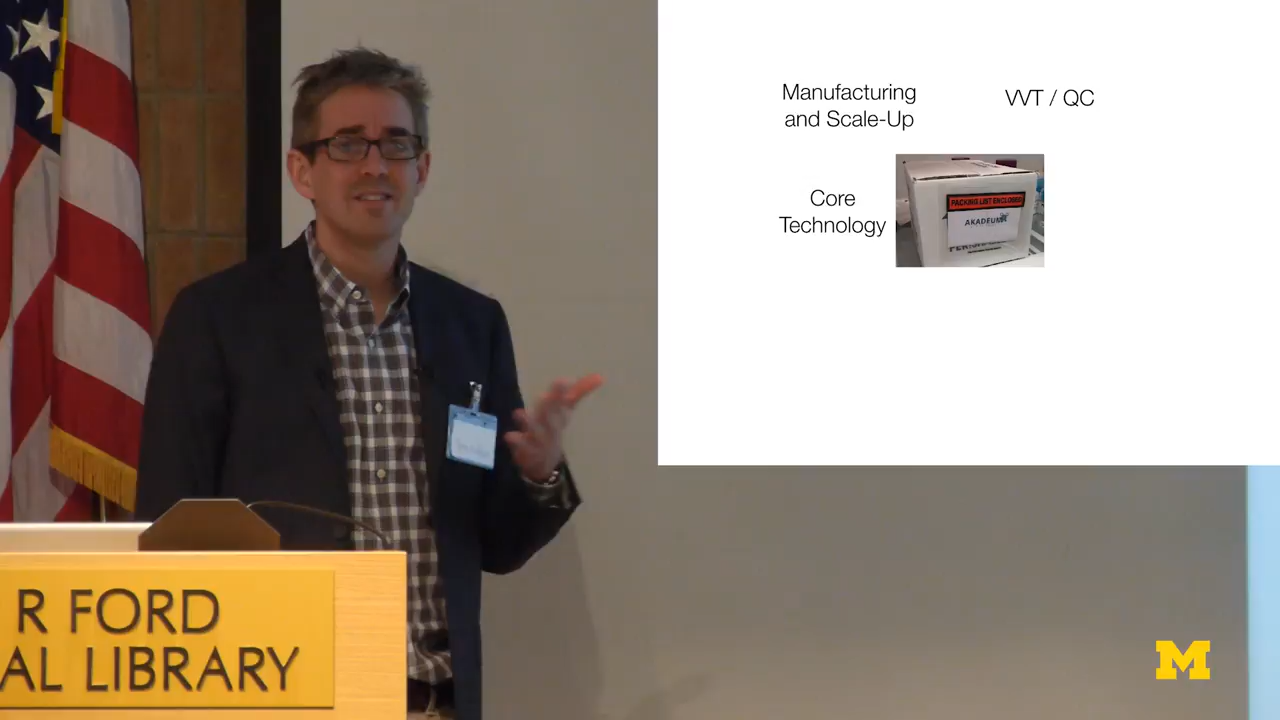 Manufacturing
and Scale-Up
VVT / QC
Core
Technology
PACKING LIST ENCLOSED
AKADEUM
R FORD
AL LIBRARY
M